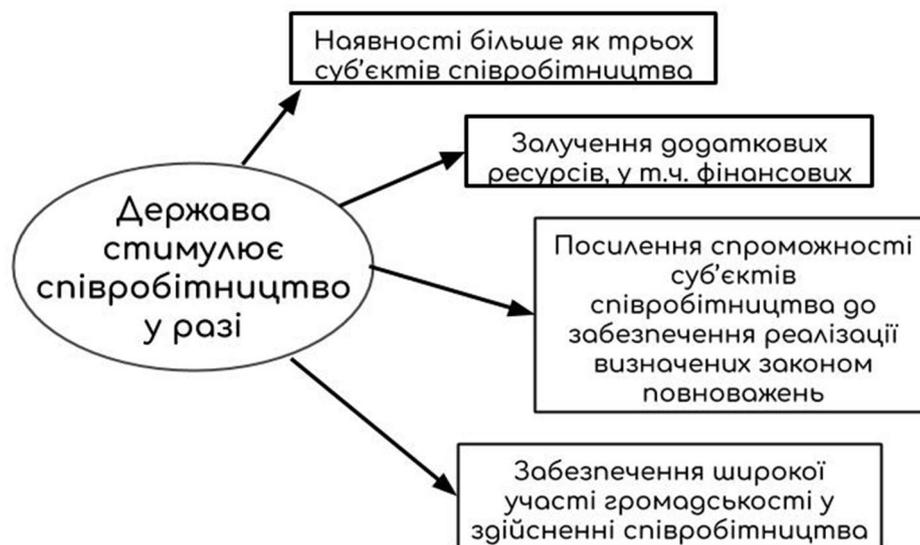 Наявності більше як трьох
суб’єктів співробітництва
Залучення додаткових
ресурсів, у т.ч. фінансових
Держава
стимулює
співробітництво
у разі
Посилення спроможності
суб’єктів
співробітництва до
забезпечення реалізації
визначених законом
повноважень
Забезпечення широкої
участі громадськості у
здійсненні співробітництва